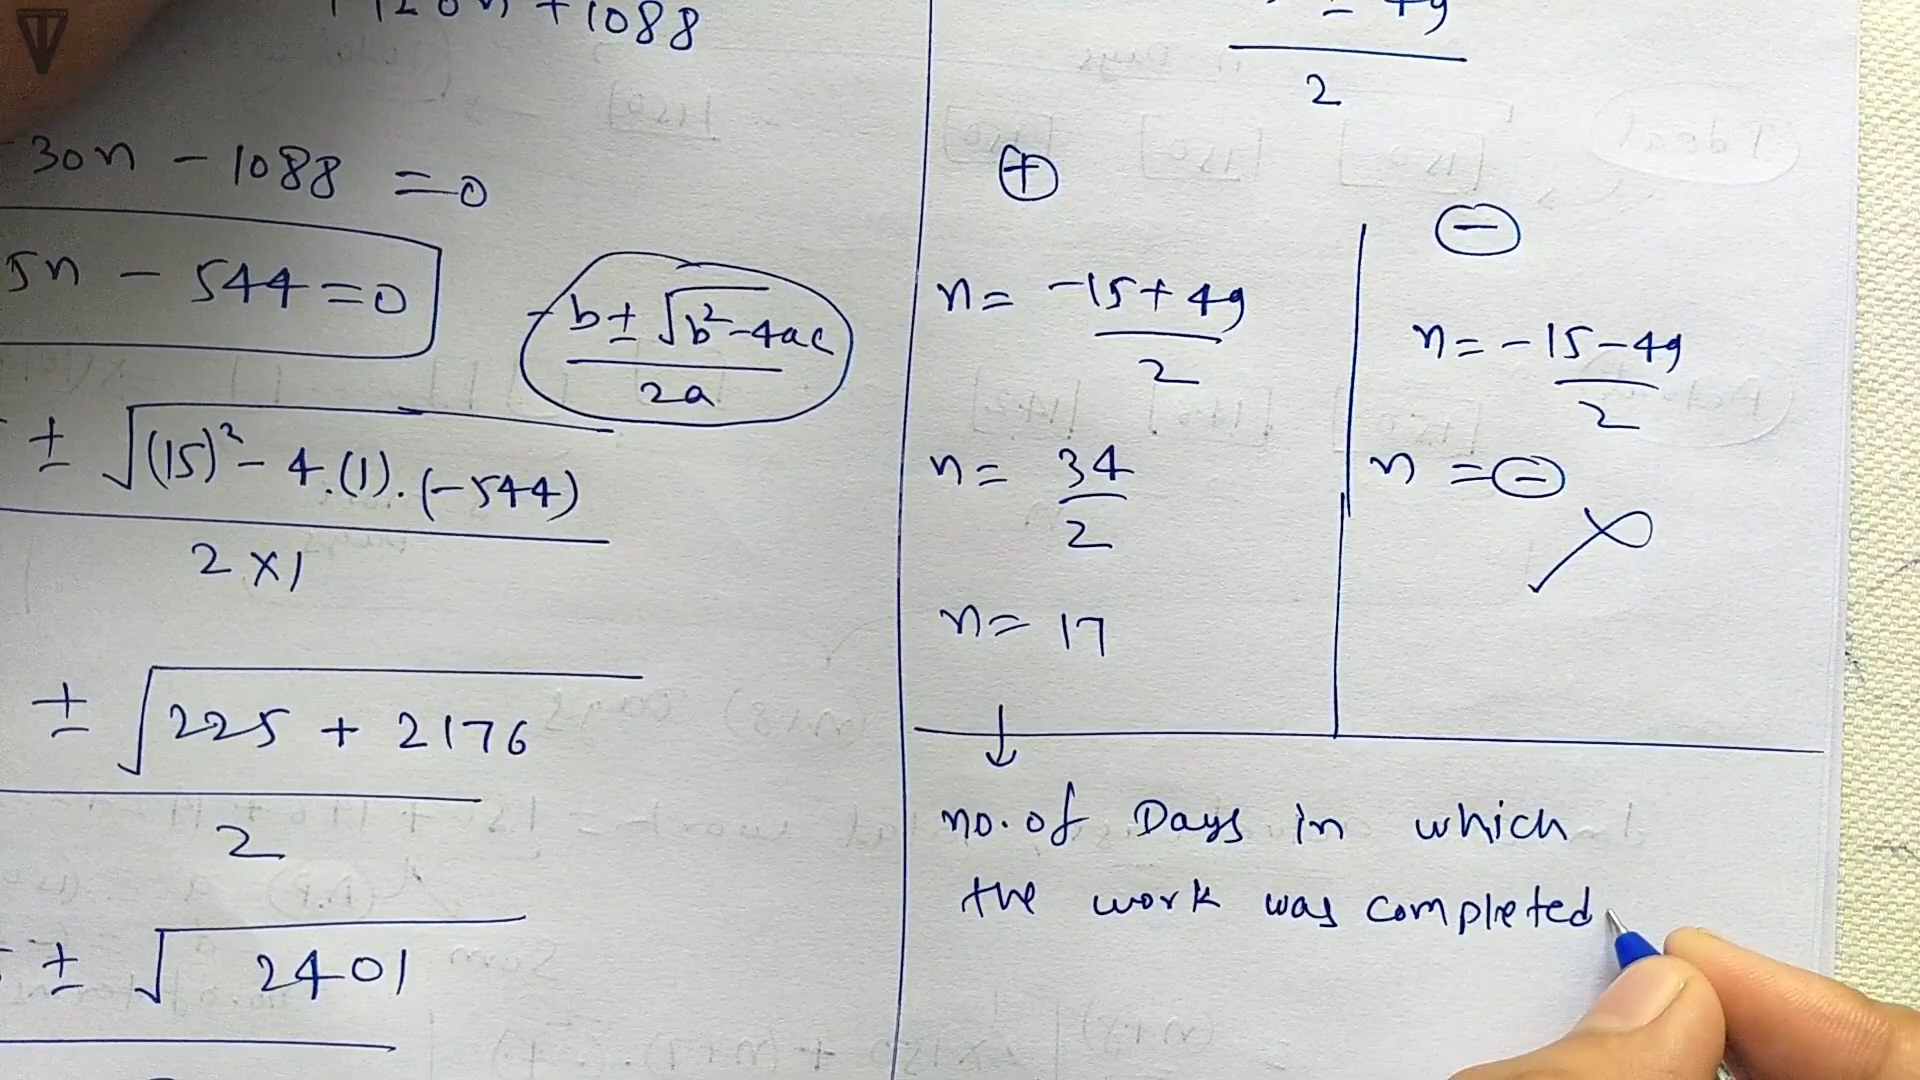 + 1088
30n - 1088 = 0
5n - 544 = 0
-b ± √b² - 4ac
2a
± √(15)² - 4.(1).(-544)
2 × 1
± √225 + 2176
2
± √2401
2
⊕
n = -15 + 49
2
n = 34
2
n = 17
↓
⊖
n = -15 - 49
2
n = ⊖
no. of Days in which
the work was completed